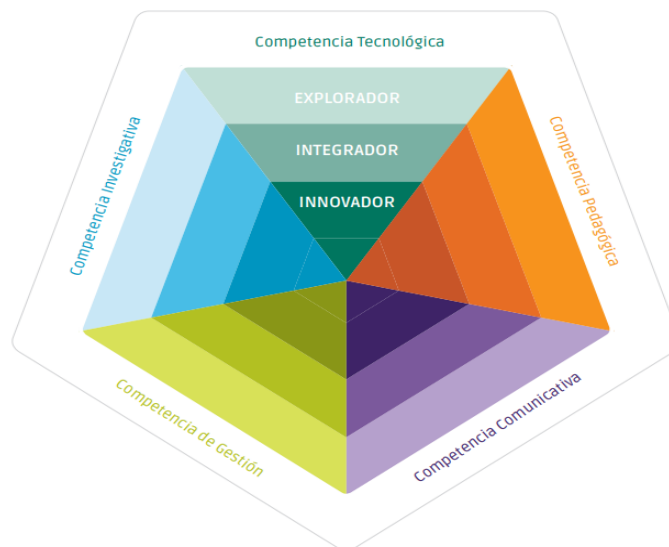 Competencia Tecnológica
EXPLORADOR
INTEGRADOR
INNOVADOR
Competencia Investigativa
Competencia Pedagógica
Competencia de Gestión
Competencia Comunicativa